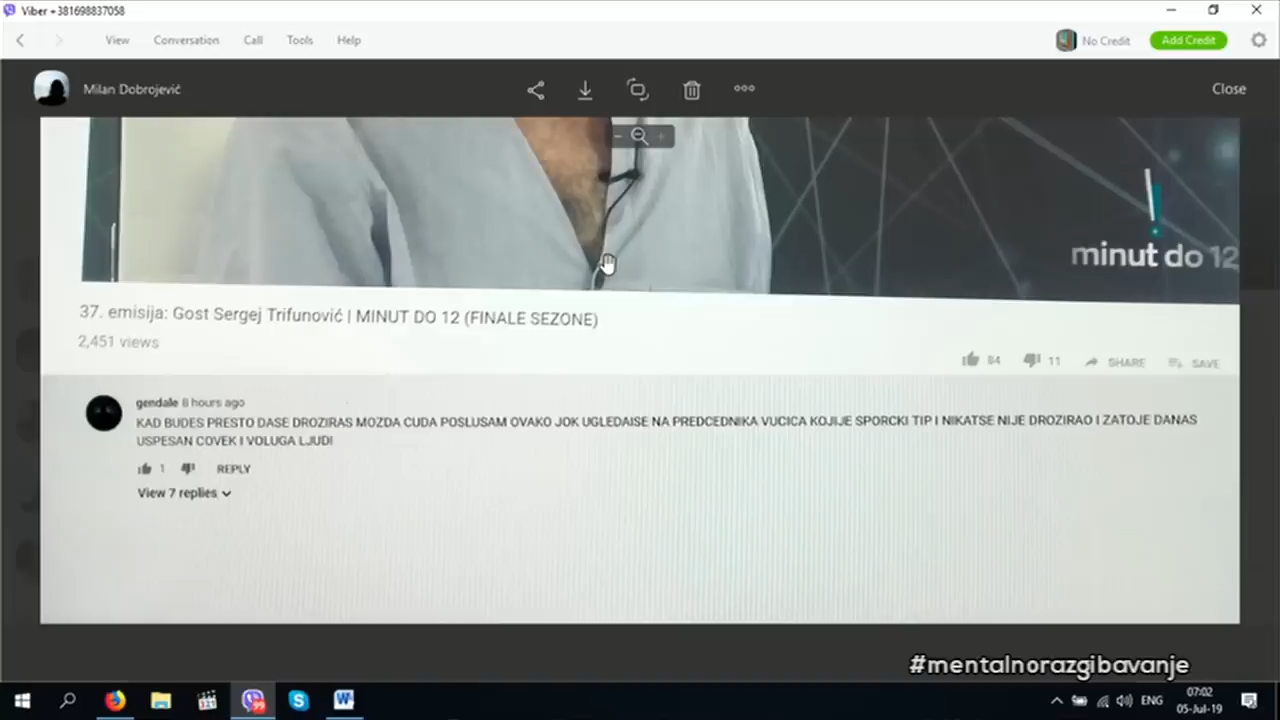 Viber +381698837058
View Conversation Call Tools Help
No Credit Add Credit
Milan Dobrojević
Close
minut do 12
37. emisija: Gost Sergej Trifunović | MINUT DO 12 (FINALE SEZONE)
2,451 views
84 11 SHARE SAVE
gendale 8 hours ago
KAD BUDES PRESTO DASE DROZIRAS MOZDA CUDA POSLUSAM OVAKO JOK UGLEDAISE NA PREDCEDNIKA VUCICA KOJIJE SPORCKI TIP I NIKATSE NIJE DROZIRAO I ZATOJE DANAS
USPESAN COVEK I VOLUGA LJUDI
1 REPLY
View 7 replies
#mentalnorazgibavanje
99
W
ENG
07:02
05-Jul-19